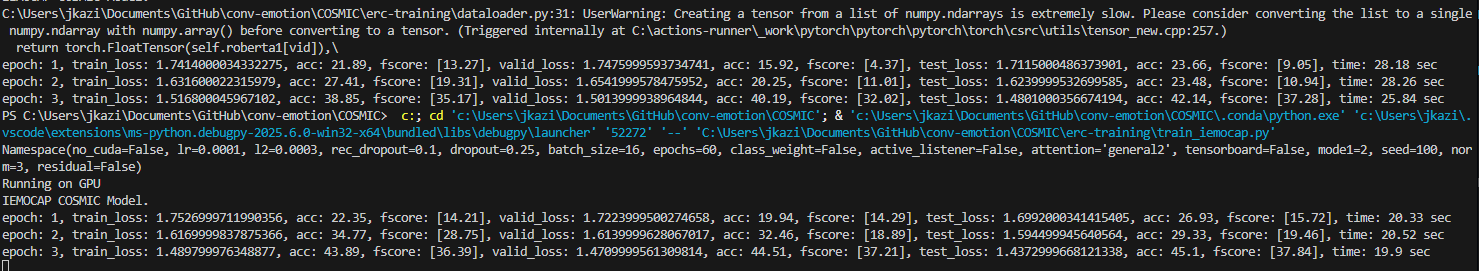 C:\Users\jkazi\Documents\GitHub\conv-emotion\COSMIC\erc-training\dataloader.py:31: UserWarning: Creating a tensor from a list of numpy.ndarrays is extremely slow. Please consider converting the list to a single
numpy.ndarray with numpy.array() before converting to a tensor. (Triggered internally at C:\actions-runner\_work\pytorch\pytorch\pytorch\torch\csrc\utils\tensor_new.cpp:257.)
return torch.FloatTensor(self.roberta1[vid]),\
epoch: 1, train_loss: 1.7414000034332275, acc: 21.89, fscore: [13.27], valid_loss: 1.7475999593734741, acc: 15.92, fscore: [4.37], test_loss: 1.7115000486373901, acc: 23.66, fscore: [9.05], time: 28.18 sec
epoch: 2, train_loss: 1.631600022315979, acc: 27.41, fscore: [19.31], valid_loss: 1.6541999578475952, acc: 20.25, fscore: [11.01], test_loss: 1.6239999532699585, acc: 23.48, fscore: [10.94], time: 28.26 sec
epoch: 3, train_loss: 1.516800045967102, acc: 38.85, fscore: [35.17], valid_loss: 1.5013999938964844, acc: 40.19, fscore: [32.02], test_loss: 1.4801000356674194, acc: 42.14, fscore: [37.28], time: 25.84 sec
PS C:\Users\jkazi\Documents\GitHub\conv-emotion\COSMIC>  c:; cd 'c:\Users\jkazi\Documents\GitHub\conv-emotion\COSMIC'; & 'c:\Users\jkazi\Documents\GitHub\conv-emotion\COSMIC\.conda\python.exe' 'c:\Users\jkazi\.
vscode\extensions\ms-python.debugpy-2025.6.0-win32-x64\bundled\libs\debugpy\launcher' '52272' '--' 'C:\Users\jkazi\Documents\GitHub\conv-emotion\COSMIC\erc-training\train_iemocap.py'
Namespace(no_cuda=False, lr=0.0001, l2=0.0003, rec_dropout=0.1, dropout=0.25, batch_size=16, epochs=60, class_weight=False, active_listener=False, attention='general2', tensorboard=False, mode1=2, seed=100, nor
m=3, residual=False)
Running on GPU
IEMOCAP COSMIC Model.
epoch: 1, train_loss: 1.7526999711990356, acc: 22.35, fscore: [14.21], valid_loss: 1.7223999500274658, acc: 19.94, fscore: [14.29], test_loss: 1.6992000341415405, acc: 26.93, fscore: [15.72], time: 20.33 sec
epoch: 2, train_loss: 1.6169999837875366, acc: 34.77, fscore: [28.75], valid_loss: 1.6139999628067017, acc: 32.46, fscore: [18.89], test_loss: 1.594499945640564, acc: 29.33, fscore: [19.46], time: 20.52 sec
epoch: 3, train_loss: 1.489799976348877, acc: 43.89, fscore: [36.39], valid_loss: 1.4709999561309814, acc: 44.51, fscore: [37.21], test_loss: 1.4372999668121338, acc: 45.1, fscore: [37.84], time: 19.9 sec